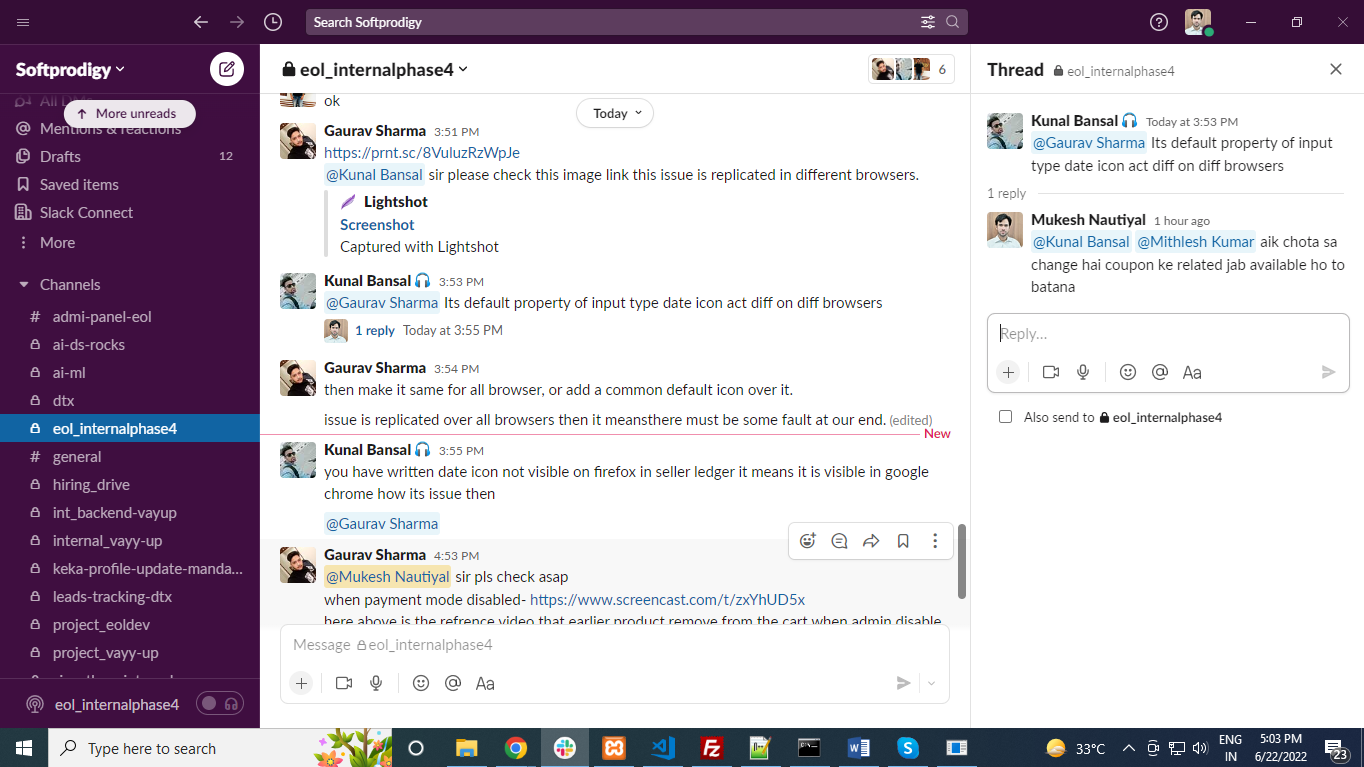 Search Softprodigy
Softprodigy
All DMs
More unreads
Mentions & reactions
Drafts 12
Saved items
Slack Connect
More
Channels
# admi-panel-eol
ai-ds-rocks
ai-ml
dtx
eol_internalphase4
# general
hiring_drive
int_backend-vayup
internal_vayy-up
keka-profile-update-manda...
leads-tracking-dtx
project_eoldev
project_vayy-up
eol_internalphase4
eol_internalphase4
6
Today
ok
Gaurav Sharma 3:51 PM
https://prnt.sc/8VuluzRzWpJe
@Kunal Bansal sir please check this image link this issue is replicated in different browsers.
Lightshot
Screenshot
Captured with Lightshot
Kunal Bansal 3:53 PM
@Gaurav Sharma Its default property of input type date icon act diff on diff browsers
1 reply Today at 3:55 PM
Gaurav Sharma 3:54 PM
then make it same for all browser, or add a common default icon over it.
issue is replicated over all browsers then it meansthere must be some fault at our end. (edited)
New
Kunal Bansal 3:55 PM
you have written date icon not visible on firefox in seller ledger it means it is visible in google
chrome how its issue then
@Gaurav Sharma
Gaurav Sharma 4:53 PM
@Mukesh Nautiyal sir pls check asap
when payment mode disabled- https://www.screencast.com/t/zxYhUD5x
here above is the refrence video that earlier product remove from the cart when admin disable
Message eol_internalphase4
Aa
Thread eol_internalphase4
Kunal Bansal Today at 3:53 PM
@Gaurav Sharma Its default property of input
type date icon act diff on diff browsers
1 reply
Mukesh Nautiyal 1 hour ago
@Kunal Bansal @Mithlesh Kumar aik chota sa
change hai coupon ke related jab available ho to
batana
Reply...
Aa
Also send to eol_internalphase4
Type here to search
33°C
ENG
IN
5:03 PM
6/22/2022
23